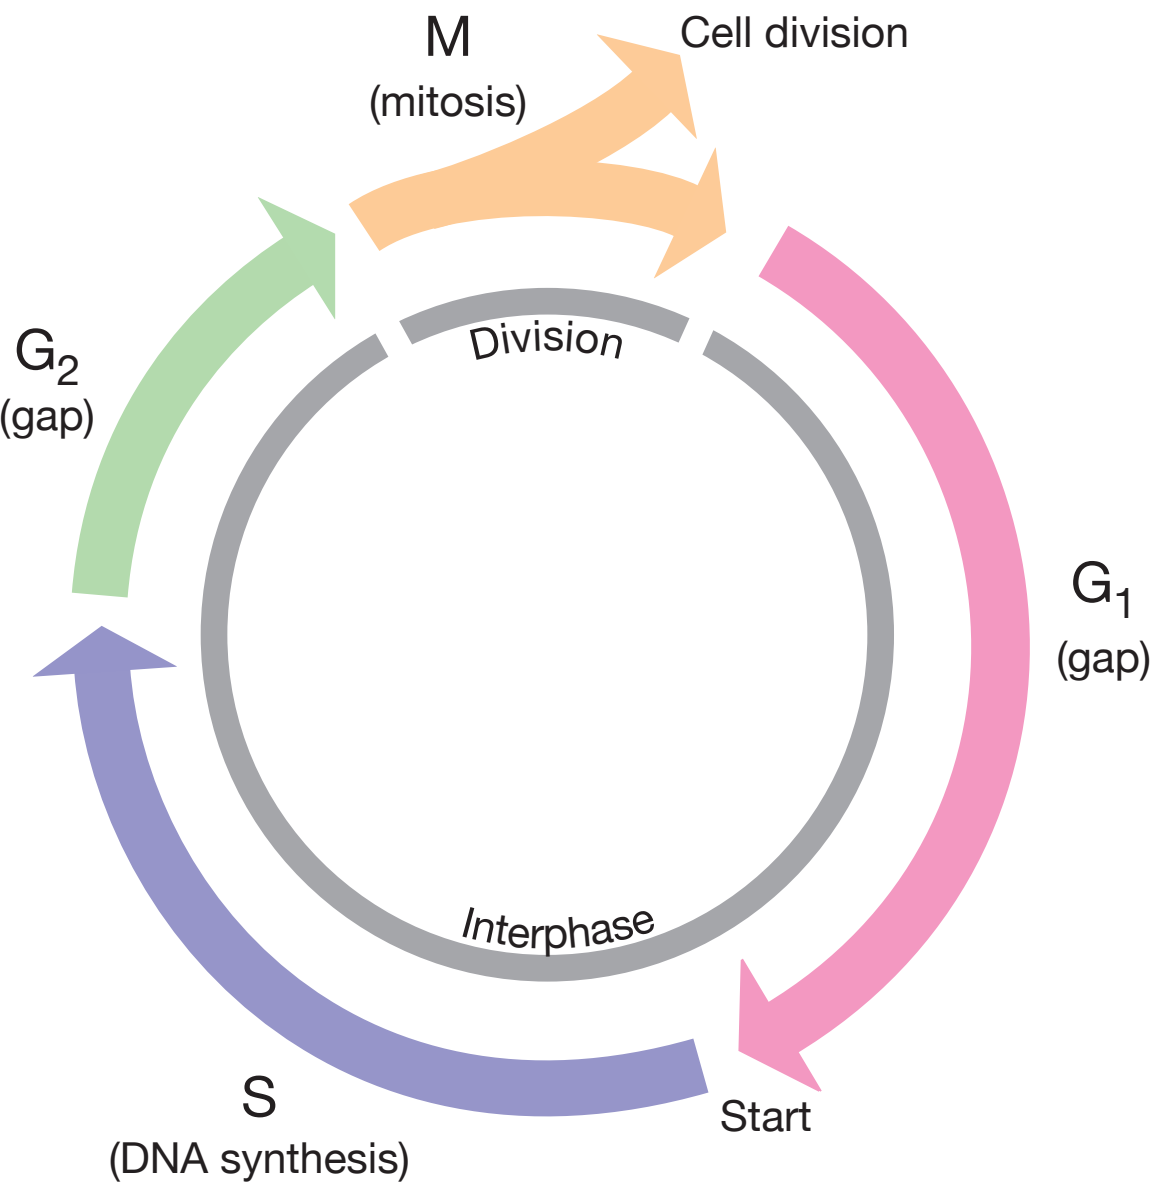 M
(mitosis)
Cell division
Division
G₂
(gap)
G₁
(gap)
Interphase
S
(DNA synthesis)
Start